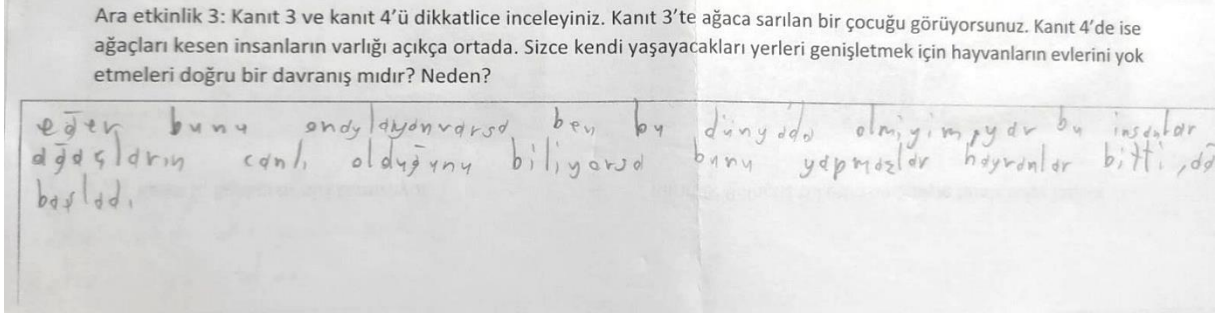 Ara etkinlik 3: Kanıt 3 ve kanıt 4'ü dikkatlice inceleyiniz. Kanıt 3'te ağaca sarılan bir çocuğu görüyorsunuz. Kanıt 4'de ise
ağaçları kesen insanların varlığı açıkça ortada. Sizce kendi yaşayacakları yerleri genişletmek için hayvanların evlerini yok
etmeleri doğru bir davranış mıdır? Neden?
eğer bunu onaylayanvarsa ben bu dünyada bu insanlar
ağaçların canlı olduğunu biliyorsa bunu yapmazlar hayvanlar bitti
başladı